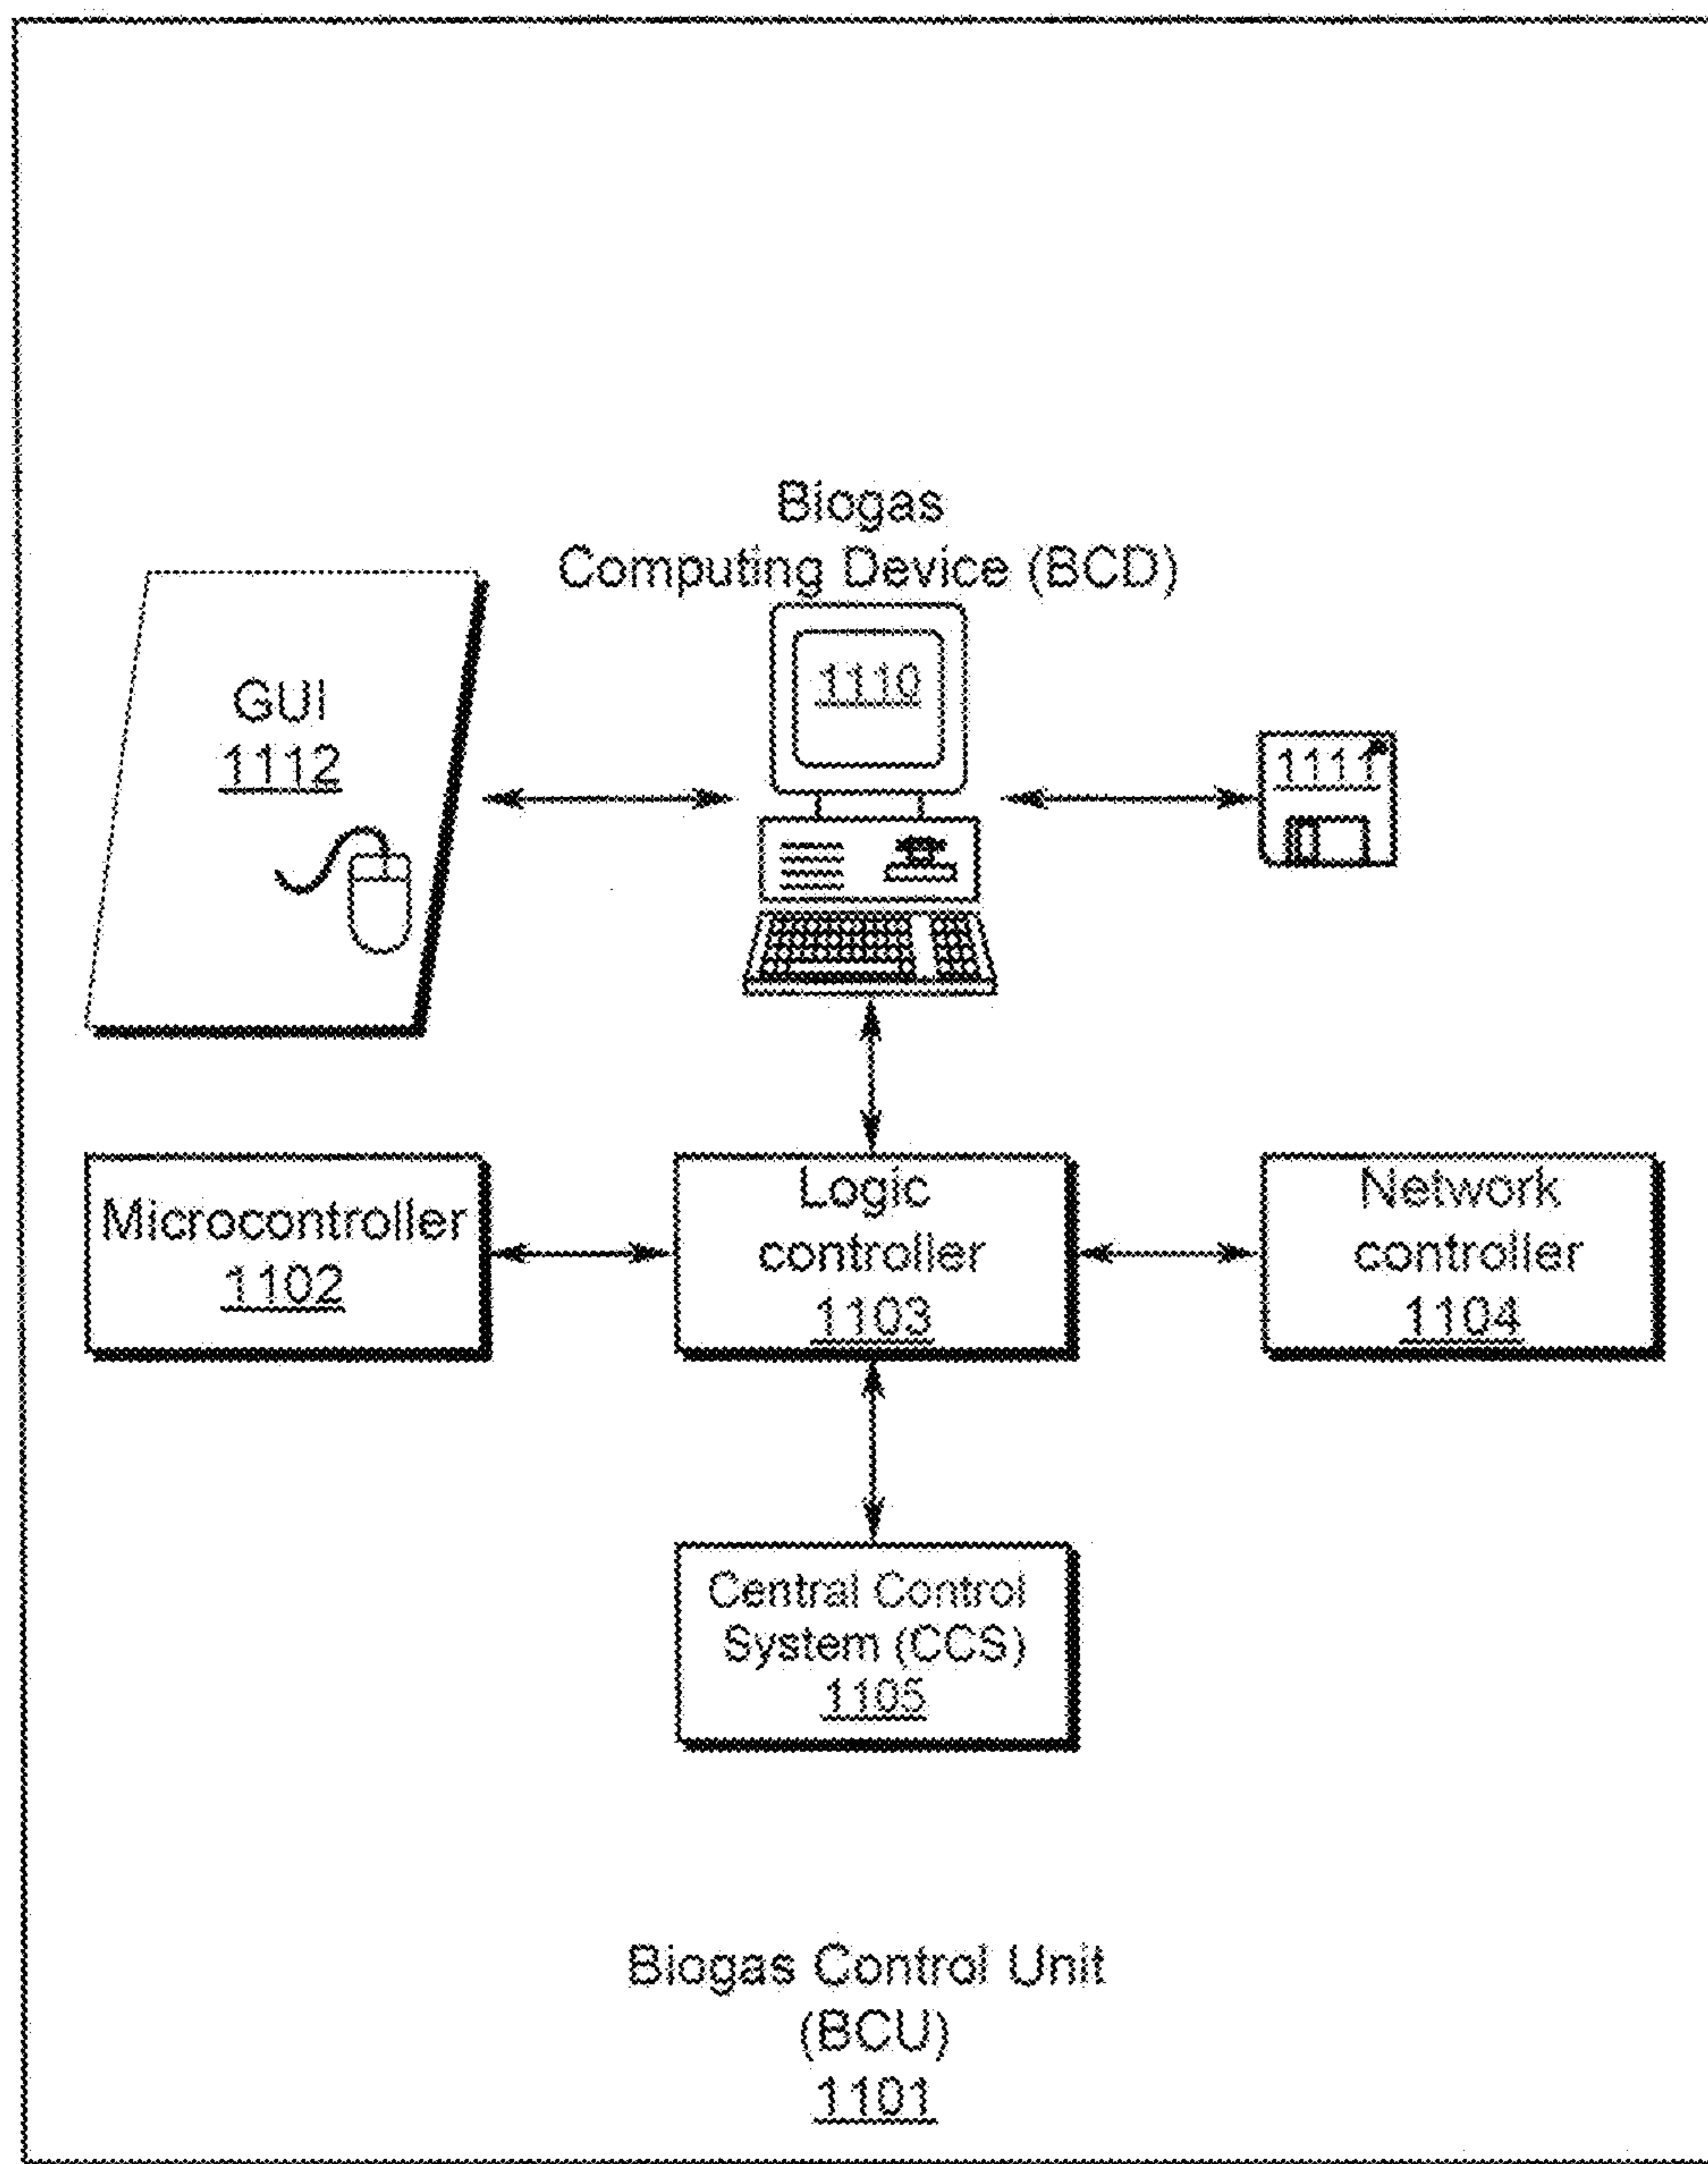 Biogas
Computing Device (BCD)
1110
GUI
1112
1111
Microcontroller
1102
Logic
controller
1103
Network
controller
1104
Central Control
System (CCS)
1105
Biogas Control Unit
(BCU)
1101